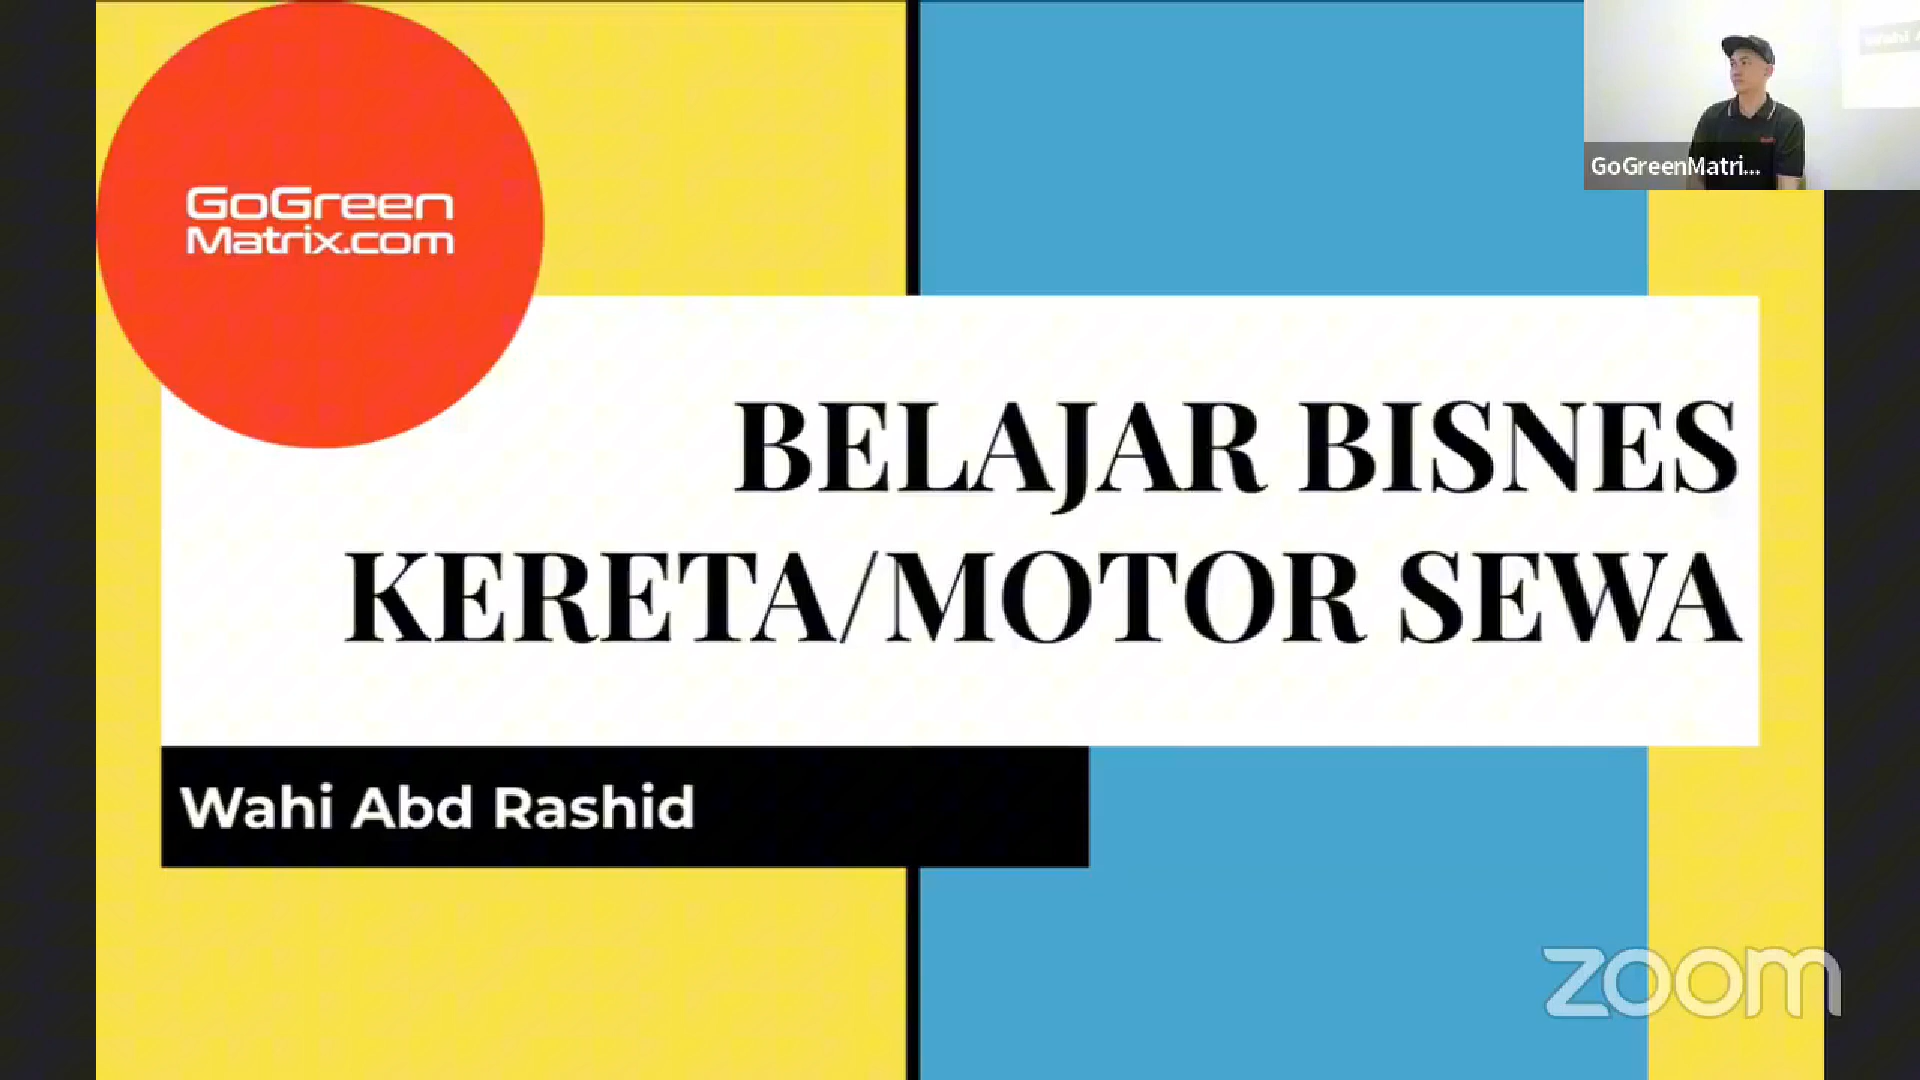 GoGreen
Matrix.com
GoGreenMatri...
BELAJAR BISNES
KERETA/MOTOR SEWA
Wahi Abd Rashid
zoom